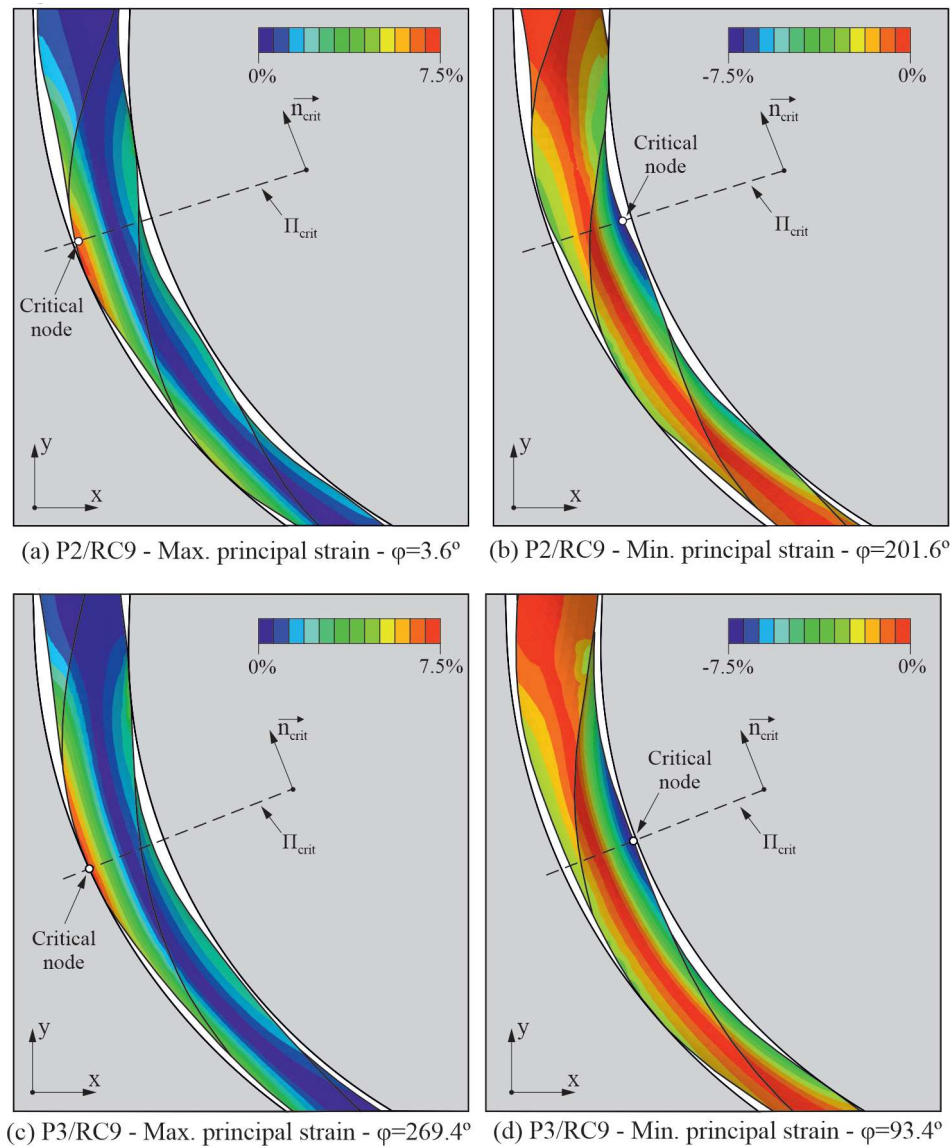 0%
7.5%
n_crit
Π_crit
Critical
node
y
x
(a) P2/RC9 - Max. principal strain - φ=3.6º
-7.5%
0%
n_crit
Critical
node
Π_crit
y
x
(b) P2/RC9 - Min. principal strain - φ=201.6º
0%
7.5%
n_crit
Π_crit
Critical
node
y
x
(c) P3/RC9 - Max. principal strain - φ=269.4º
-7.5%
0%
n_crit
Critical
node
Π_crit
y
x
(d) P3/RC9 - Min. principal strain - φ=93.4º